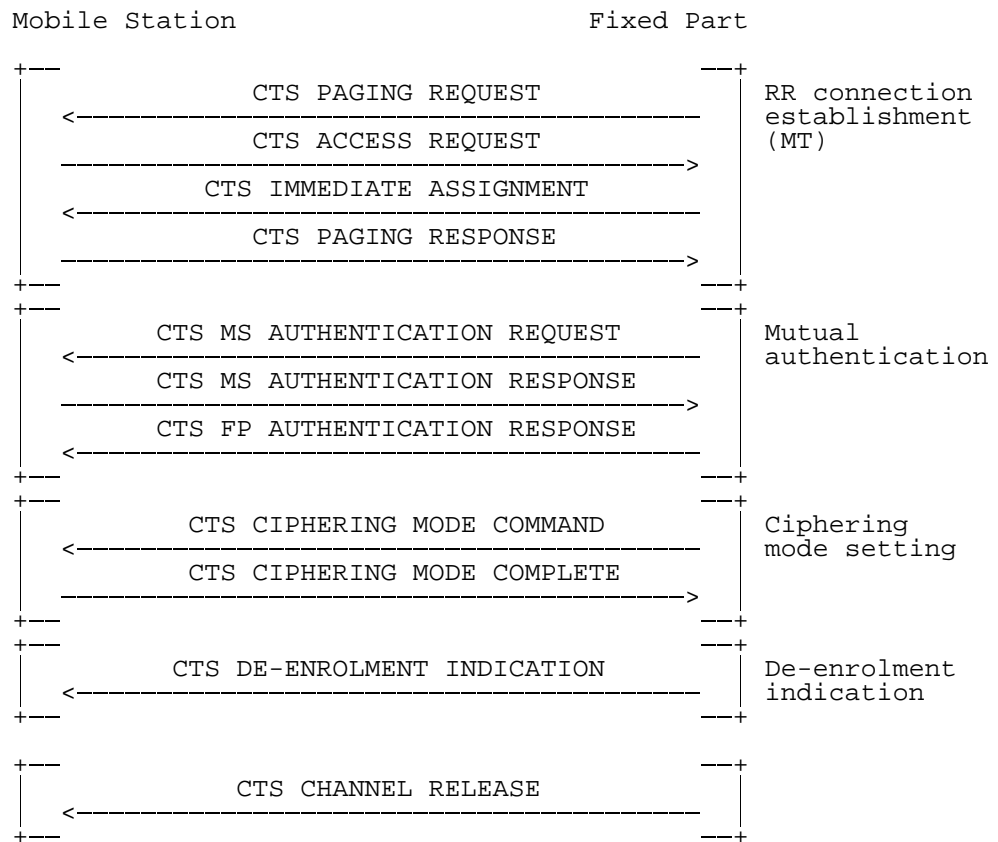 Mobile Station Fixed Part
CTS PAGING REQUEST RR connection
establishment
CTS ACCESS REQUEST (MT)
CTS IMMEDIATE ASSIGNMENT
CTS PAGING RESPONSE
CTS MS AUTHENTICATION REQUEST Mutual
authentication
CTS MS AUTHENTICATION RESPONSE
CTS FP AUTHENTICATION RESPONSE
CTS CIPHERING MODE COMMAND Ciphering
mode setting
CTS CIPHERING MODE COMPLETE
CTS DE-ENROLMENT INDICATION De-enrolment
indication
CTS CHANNEL RELEASE